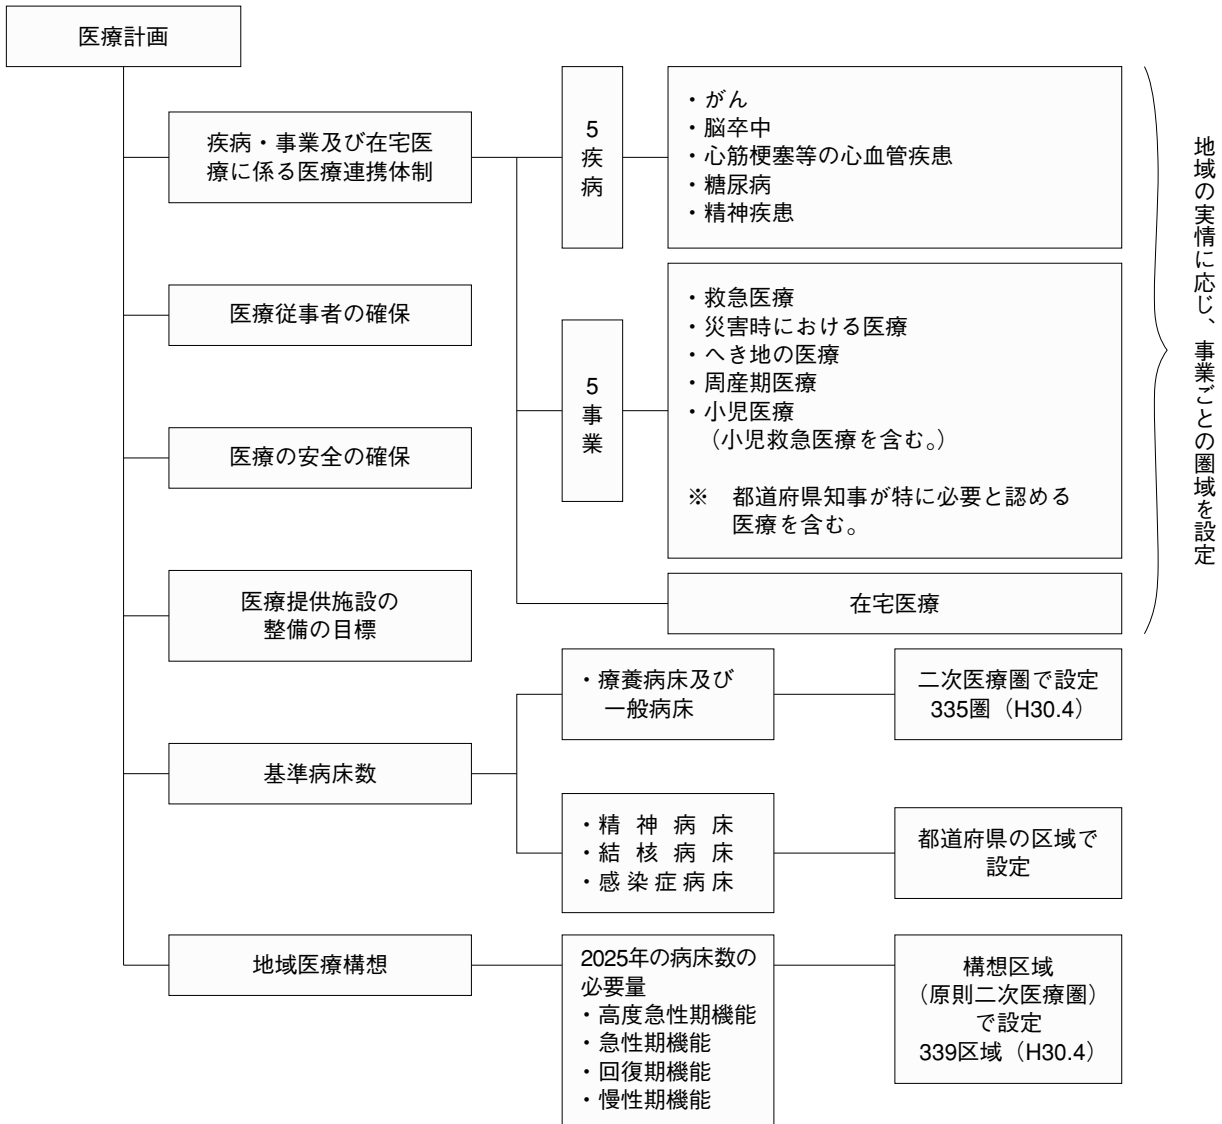 医療計画
疾病・事業及び在宅医
療に係る医療連携体制
5
疾
病
・がん
・脳卒中
・心筋梗塞等の心血管疾患
・糖尿病
・精神疾患
地域の実情に応じ、事業ごとの圏域を設定
医療従事者の確保
5
事
業
・救急医療
・災害時における医療
・へき地の医療
・周産期医療
・小児医療
（小児救急医療を含む。）
※　都道府県知事が特に必要と認める
医療を含む。
医療の安全の確保
医療提供施設の
整備の目標
在宅医療
基準病床数
・療養病床及び
一般病床
二次医療圏で設定
335圏（H30.4）
・精 神 病 床
・結 核 病 床
・感 染 症 病 床
都道府県の区域で
設定
地域医療構想
2025年の病床数の
必要量
・高度急性期機能
・急性期機能
・回復期機能
・慢性期機能
構想区域
（原則二次医療圏）
で設定
339区域（H30.4）